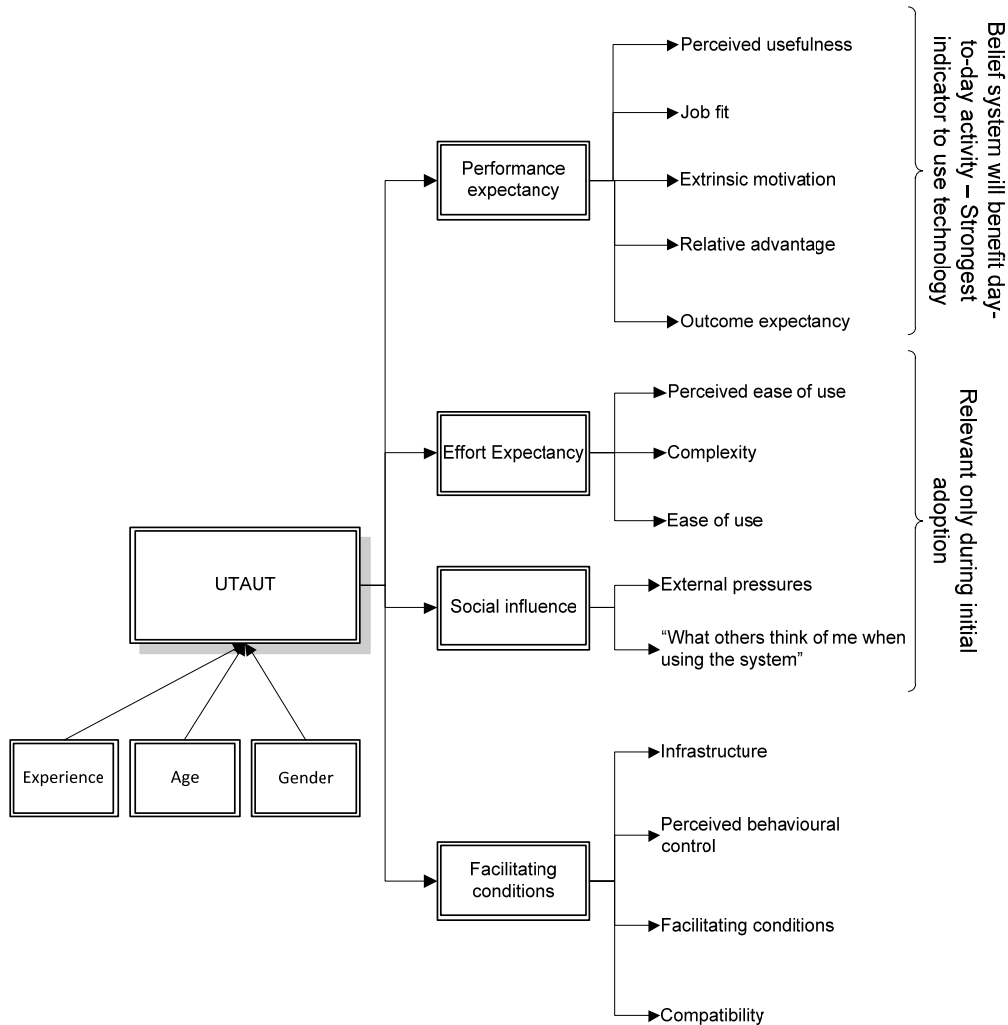 Perceived usefulness
Job fit
Performance
expectancy
Extrinsic motivation
Relative advantage
Outcome expectancy
Belief system will benefit day-
to-day activity – Strongest
indicator to use technology
Perceived ease of use
Effort Expectancy
Complexity
Ease of use
UTAUT
Social influence
External pressures
“What others think of me when
using the system”
Relevant only during initial
adoption
Experience
Age
Gender
Infrastructure
Perceived behavioural
control
Facilitating
conditions
Facilitating conditions
Compatibility